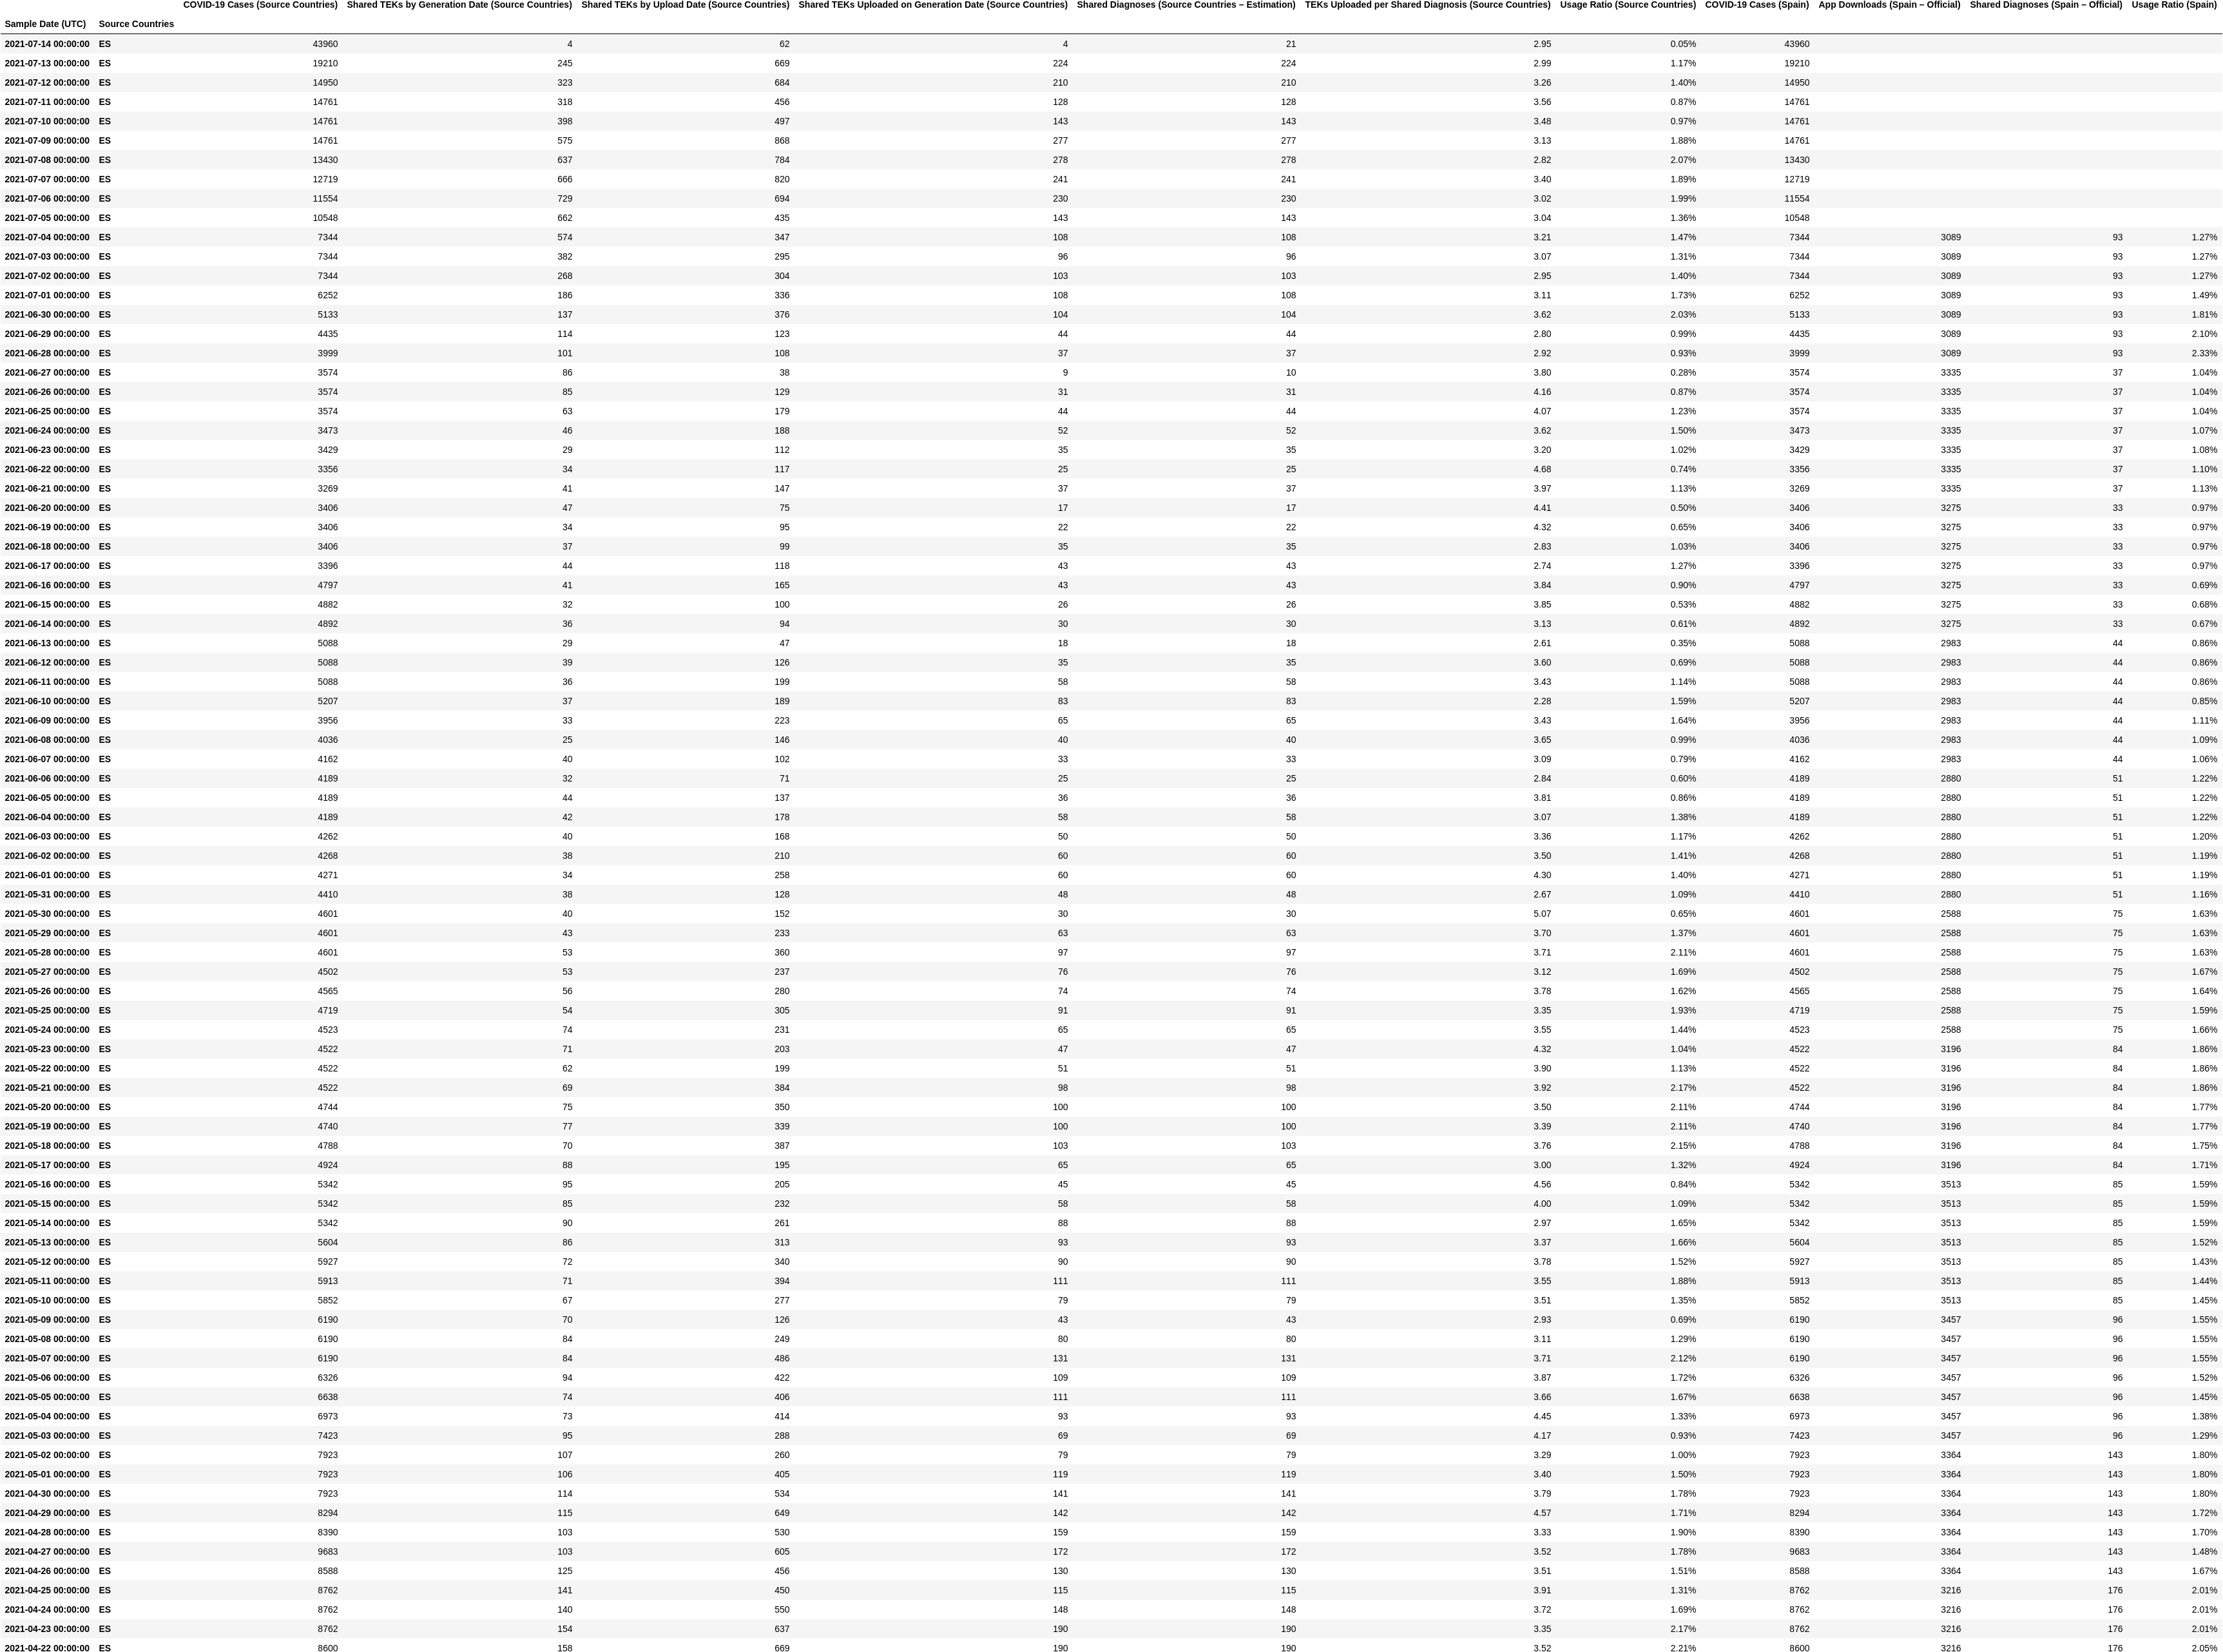 COVID-19 Cases (Source Countries) Shared TEKs by Generation Date (Source Countries) Shared TEKs by Upload Date (Source Countries) Shared TEKs Uploaded on Generation Date (Source Countries) Shared Diagnoses (Source Countries – Estimation) TEKs Uploaded per Shared Diagnosis (Source Countries) Usage Ratio (Source Countries) COVID-19 Cases (Spain) App Downloads (Spain – Official) Shared Diagnoses (Spain – Official) Usage Ratio (Spain)
Sample Date (UTC) Source Countries
2021-07-14 00:00:00 ES 43960 4 62 4 21 2.95 0.05% 43960
2021-07-13 00:00:00 ES 19210 245 669 224 224 2.99 1.17% 19210
2021-07-12 00:00:00 ES 14950 323 684 210 210 3.26 1.40% 14950
2021-07-11 00:00:00 ES 14761 318 456 128 128 3.56 0.87% 14761
2021-07-10 00:00:00 ES 14761 398 497 143 143 3.48 0.97% 14761
2021-07-09 00:00:00 ES 14761 575 868 277 277 3.13 1.88% 14761
2021-07-08 00:00:00 ES 13430 637 784 278 278 2.82 2.07% 13430
2021-07-07 00:00:00 ES 12719 666 820 241 241 3.40 1.89% 12719
2021-07-06 00:00:00 ES 11554 729 694 230 230 3.02 1.99% 11554
2021-07-05 00:00:00 ES 10548 662 435 143 143 3.04 1.36% 10548
2021-07-04 00:00:00 ES 7344 574 347 108 108 3.21 1.47% 7344 3089 93 1.27%
2021-07-03 00:00:00 ES 7344 382 295 96 96 3.07 1.31% 7344 3089 93 1.27%
2021-07-02 00:00:00 ES 7344 268 304 103 103 2.95 1.40% 7344 3089 93 1.27%
2021-07-01 00:00:00 ES 6252 186 336 108 108 3.11 1.73% 6252 3089 93 1.49%
2021-06-30 00:00:00 ES 5133 137 376 104 104 3.62 2.03% 5133 3089 93 1.81%
2021-06-29 00:00:00 ES 4435 114 123 44 44 2.80 0.99% 4435 3089 93 2.10%
2021-06-28 00:00:00 ES 3999 101 108 37 37 2.92 0.93% 3999 3089 93 2.33%
2021-06-27 00:00:00 ES 3574 86 38 9 10 3.80 0.28% 3574 3335 37 1.04%
2021-06-26 00:00:00 ES 3574 85 129 31 31 4.16 0.87% 3574 3335 37 1.04%
2021-06-25 00:00:00 ES 3574 63 179 44 44 4.07 1.23% 3574 3335 37 1.04%
2021-06-24 00:00:00 ES 3473 46 188 52 52 3.62 1.50% 3473 3335 37 1.07%
2021-06-23 00:00:00 ES 3429 29 112 35 35 3.20 1.02% 3429 3335 37 1.08%
2021-06-22 00:00:00 ES 3356 34 117 25 25 4.68 0.74% 3356 3335 37 1.10%
2021-06-21 00:00:00 ES 3269 41 147 37 37 3.97 1.13% 3269 3335 37 1.13%
2021-06-20 00:00:00 ES 3406 47 75 17 17 4.41 0.50% 3406 3275 33 0.97%
2021-06-19 00:00:00 ES 3406 34 95 22 22 4.32 0.65% 3406 3275 33 0.97%
2021-06-18 00:00:00 ES 3406 37 99 35 35 2.83 1.03% 3406 3275 33 0.97%
2021-06-17 00:00:00 ES 3396 44 118 43 43 2.74 1.27% 3396 3275 33 0.97%
2021-06-16 00:00:00 ES 4797 41 165 43 43 3.84 0.90% 4797 3275 33 0.69%
2021-06-15 00:00:00 ES 4882 32 100 26 26 3.85 0.53% 4882 3275 33 0.68%
2021-06-14 00:00:00 ES 4892 36 94 30 30 3.13 0.61% 4892 3275 33 0.67%
2021-06-13 00:00:00 ES 5088 29 47 18 18 2.61 0.35% 5088 2983 44 0.86%
2021-06-12 00:00:00 ES 5088 39 126 35 35 3.60 0.69% 5088 2983 44 0.86%
2021-06-11 00:00:00 ES 5088 36 199 58 58 3.43 1.14% 5088 2983 44 0.86%
2021-06-10 00:00:00 ES 5207 37 189 83 83 2.28 1.59% 5207 2983 44 0.85%
2021-06-09 00:00:00 ES 3956 33 223 65 65 3.43 1.64% 3956 2983 44 1.11%
2021-06-08 00:00:00 ES 4036 25 146 40 40 3.65 0.99% 4036 2983 44 1.09%
2021-06-07 00:00:00 ES 4162 40 102 33 33 3.09 0.79% 4162 2983 44 1.06%
2021-06-06 00:00:00 ES 4189 32 71 25 25 2.84 0.60% 4189 2880 51 1.22%
2021-06-05 00:00:00 ES 4189 44 137 36 36 3.81 0.86% 4189 2880 51 1.22%
2021-06-04 00:00:00 ES 4189 42 178 58 58 3.07 1.38% 4189 2880 51 1.22%
2021-06-03 00:00:00 ES 4262 40 168 50 50 3.36 1.17% 4262 2880 51 1.20%
2021-06-02 00:00:00 ES 4268 38 210 60 60 3.50 1.41% 4268 2880 51 1.19%
2021-06-01 00:00:00 ES 4271 34 258 60 60 4.30 1.40% 4271 2880 51 1.19%
2021-05-31 00:00:00 ES 4410 38 128 48 48 2.67 1.09% 4410 2880 51 1.16%
2021-05-30 00:00:00 ES 4601 40 152 30 30 5.07 0.65% 4601 2588 75 1.63%
2021-05-29 00:00:00 ES 4601 43 233 63 63 3.70 1.37% 4601 2588 75 1.63%
2021-05-28 00:00:00 ES 4601 53 360 97 97 3.71 2.11% 4601 2588 75 1.63%
2021-05-27 00:00:00 ES 4502 53 237 76 76 3.12 1.69% 4502 2588 75 1.67%
2021-05-26 00:00:00 ES 4565 56 280 74 74 3.78 1.62% 4565 2588 75 1.64%
2021-05-25 00:00:00 ES 4719 54 305 91 91 3.35 1.93% 4719 2588 75 1.59%
2021-05-24 00:00:00 ES 4523 74 231 65 65 3.55 1.44% 4523 2588 75 1.66%
2021-05-23 00:00:00 ES 4522 71 203 47 47 4.32 1.04% 4522 3196 84 1.86%
2021-05-22 00:00:00 ES 4522 62 199 51 51 3.90 1.13% 4522 3196 84 1.86%
2021-05-21 00:00:00 ES 4522 69 384 98 98 3.92 2.17% 4522 3196 84 1.86%
2021-05-20 00:00:00 ES 4744 75 350 100 100 3.50 2.11% 4744 3196 84 1.77%
2021-05-19 00:00:00 ES 4740 77 339 100 100 3.39 2.11% 4740 3196 84 1.77%
2021-05-18 00:00:00 ES 4788 70 387 103 103 3.76 2.15% 4788 3196 84 1.75%
2021-05-17 00:00:00 ES 4924 88 195 65 65 3.00 1.32% 4924 3196 84 1.71%
2021-05-16 00:00:00 ES 5342 95 205 45 45 4.56 0.84% 5342 3513 85 1.59%
2021-05-15 00:00:00 ES 5342 85 232 58 58 4.00 1.09% 5342 3513 85 1.59%
2021-05-14 00:00:00 ES 5342 90 261 88 88 2.97 1.65% 5342 3513 85 1.59%
2021-05-13 00:00:00 ES 5604 86 313 93 93 3.37 1.66% 5604 3513 85 1.52%
2021-05-12 00:00:00 ES 5927 72 340 90 90 3.78 1.52% 5927 3513 85 1.43%
2021-05-11 00:00:00 ES 5913 71 394 111 111 3.55 1.88% 5913 3513 85 1.44%
2021-05-10 00:00:00 ES 5852 67 277 79 79 3.51 1.35% 5852 3513 85 1.45%
2021-05-09 00:00:00 ES 6190 70 126 43 43 2.93 0.69% 6190 3457 96 1.55%
2021-05-08 00:00:00 ES 6190 84 249 80 80 3.11 1.29% 6190 3457 96 1.55%
2021-05-07 00:00:00 ES 6190 84 486 131 131 3.71 2.12% 6190 3457 96 1.55%
2021-05-06 00:00:00 ES 6326 94 422 109 109 3.87 1.72% 6326 3457 96 1.52%
2021-05-05 00:00:00 ES 6638 74 406 111 111 3.66 1.67% 6638 3457 96 1.45%
2021-05-04 00:00:00 ES 6973 73 414 93 93 4.45 1.33% 6973 3457 96 1.38%
2021-05-03 00:00:00 ES 7423 95 288 69 69 4.17 0.93% 7423 3457 96 1.29%
2021-05-02 00:00:00 ES 7923 107 260 79 79 3.29 1.00% 7923 3364 143 1.80%
2021-05-01 00:00:00 ES 7923 106 405 119 119 3.40 1.50% 7923 3364 143 1.80%
2021-04-30 00:00:00 ES 7923 114 534 141 141 3.79 1.78% 7923 3364 143 1.80%
2021-04-29 00:00:00 ES 8294 115 649 142 142 4.57 1.71% 8294 3364 143 1.72%
2021-04-28 00:00:00 ES 8390 103 530 159 159 3.33 1.90% 8390 3364 143 1.70%
2021-04-27 00:00:00 ES 9683 103 605 172 172 3.52 1.78% 9683 3364 143 1.48%
2021-04-26 00:00:00 ES 8588 125 456 130 130 3.51 1.51% 8588 3364 143 1.67%
2021-04-25 00:00:00 ES 8762 141 450 115 115 3.91 1.31% 8762 3216 176 2.01%
2021-04-24 00:00:00 ES 8762 140 550 148 148 3.72 1.69% 8762 3216 176 2.01%
2021-04-23 00:00:00 ES 8762 154 637 190 190 3.35 2.17% 8762 3216 176 2.01%
2021-04-22 00:00:00 ES 8600 158 669 190 190 3.52 2.21% 8600 3216 176 2.05%